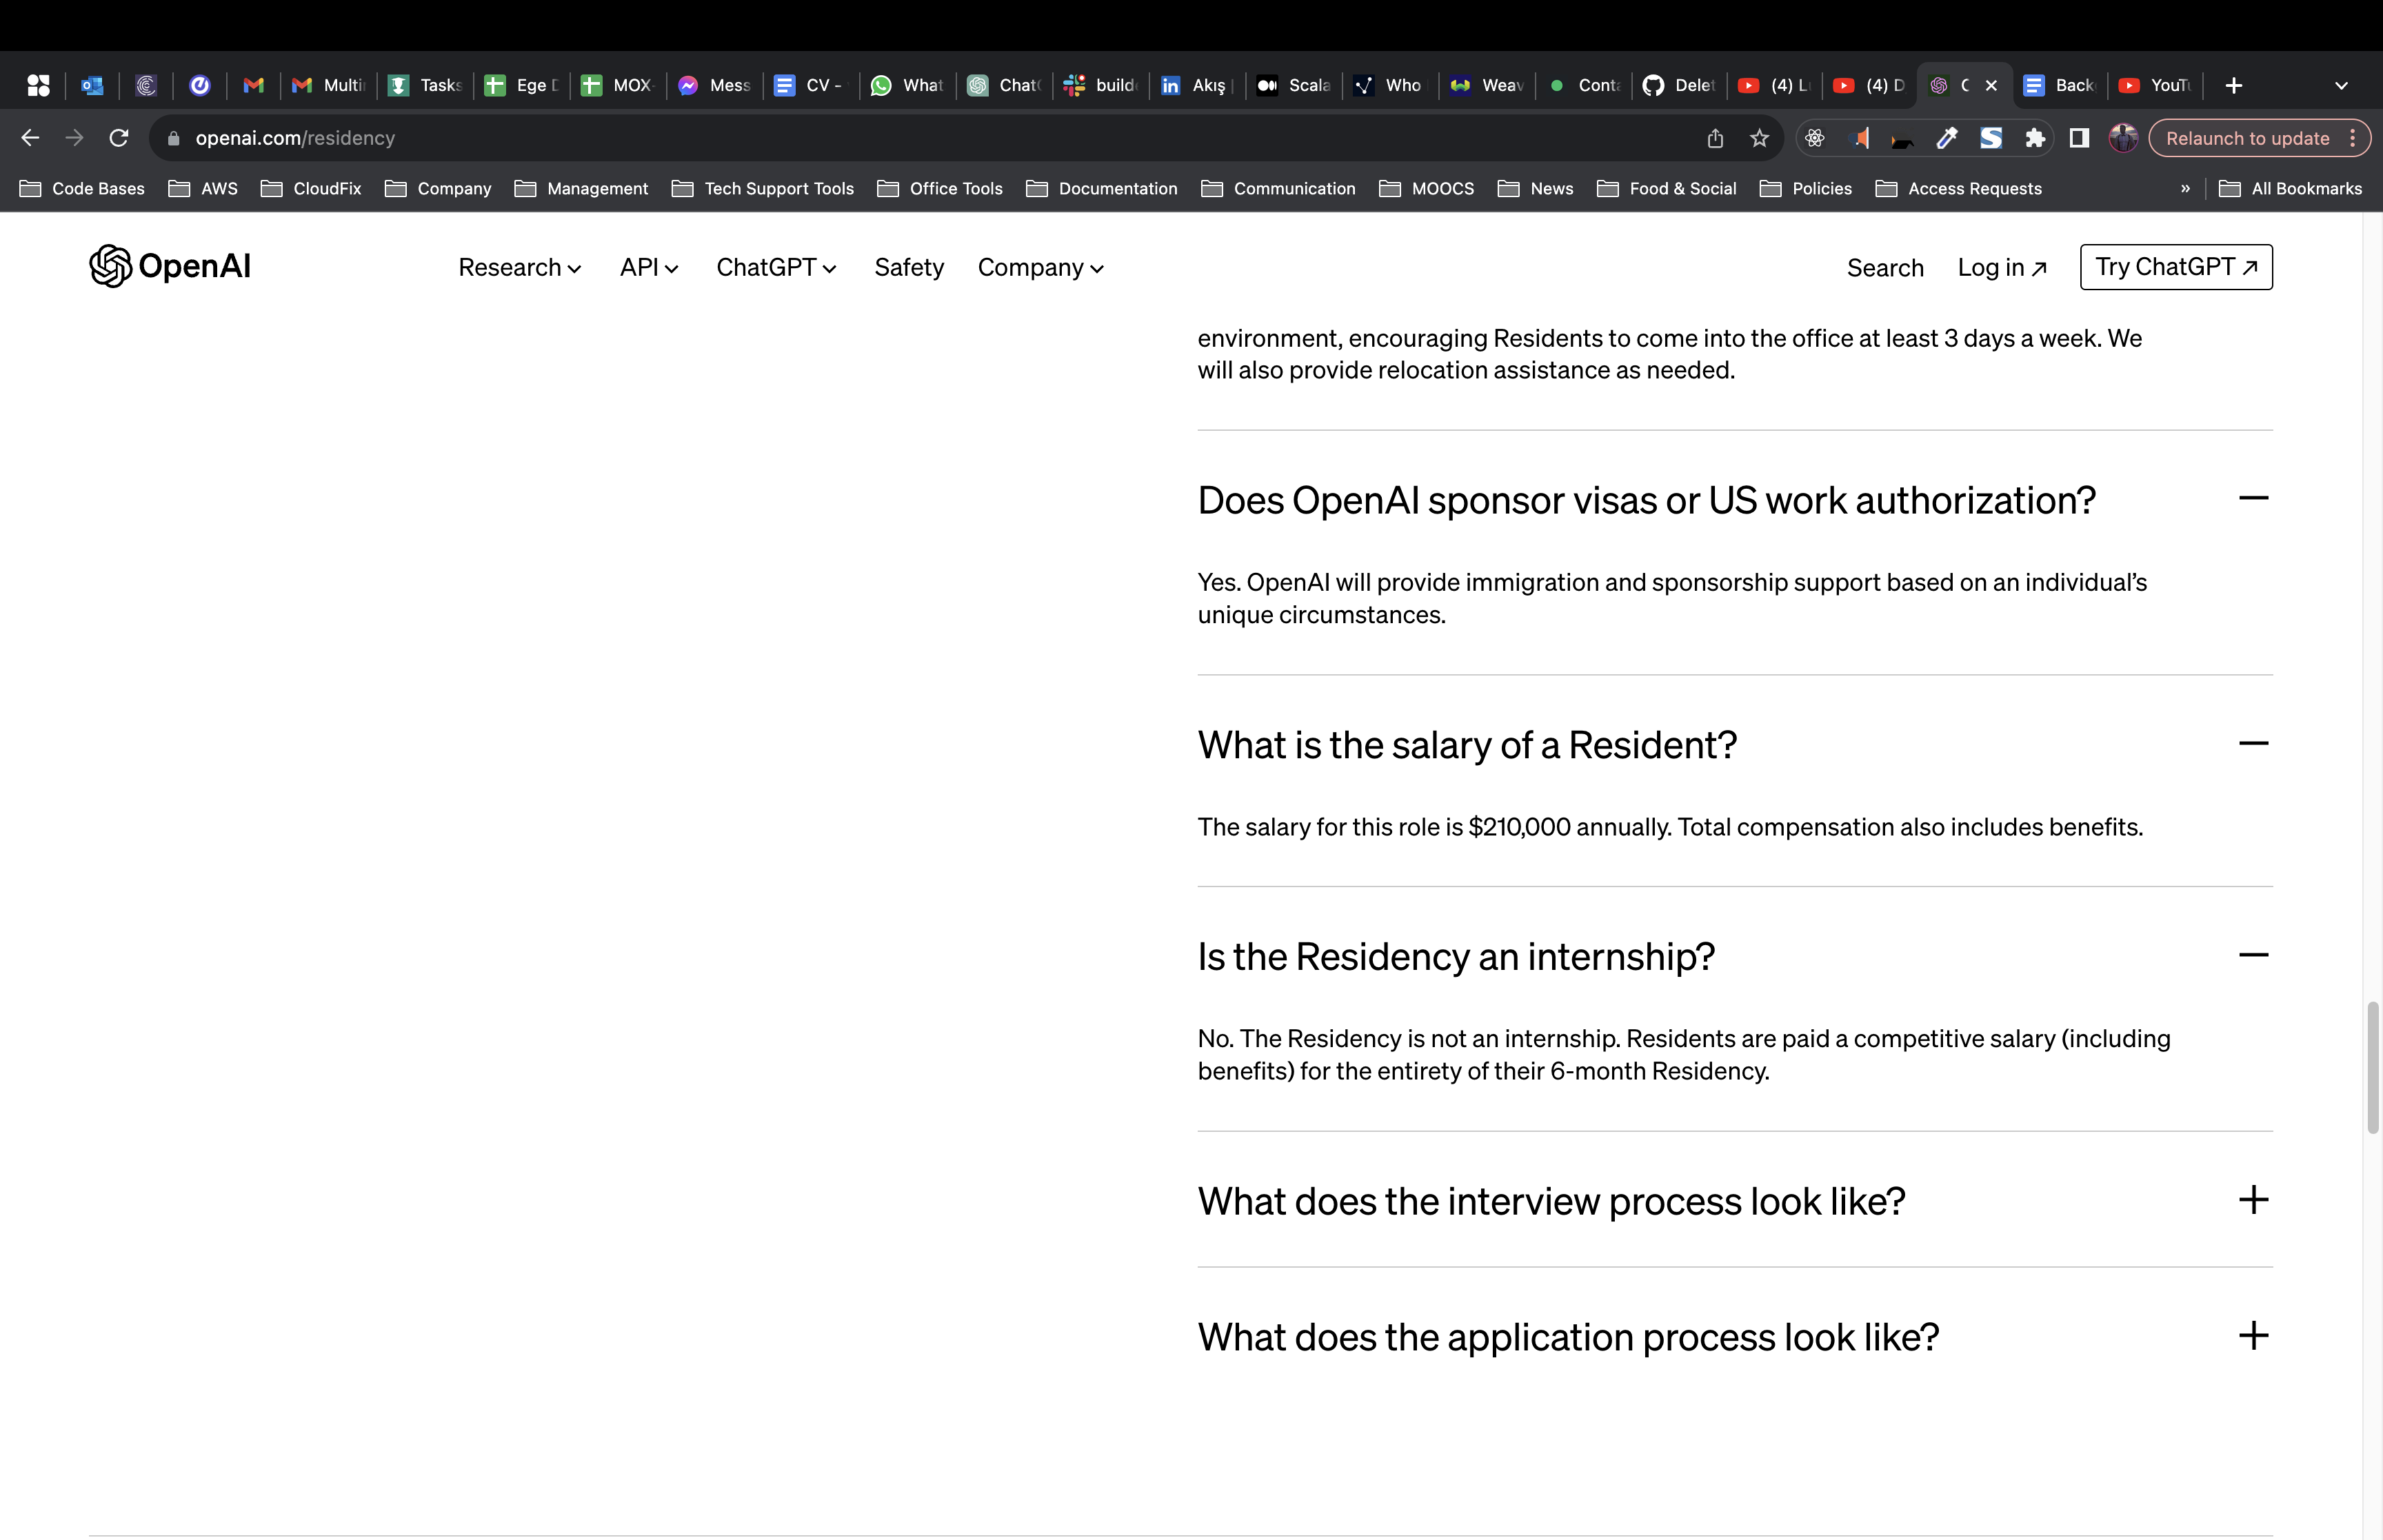 Multi
Tasks
Ege D
MOX-
Mess
CV -
What
Chat
build
Akış
Scala
Who
Weav
Conta
Delet
(4) L
(4) D
Back
YouT
openai.com/residency
Relaunch to update
Code Bases
AWS
CloudFix
Company
Management
Tech Support Tools
Office Tools
Documentation
Communication
MOOCS
News
Food & Social
Policies
Access Requests
»
All Bookmarks
OpenAI
Research
API
ChatGPT
Safety
Company
Search
Log in ↗
Try ChatGPT ↗
environment, encouraging Residents to come into the office at least 3 days a week. We
will also provide relocation assistance as needed.
Does OpenAI sponsor visas or US work authorization?
Yes. OpenAI will provide immigration and sponsorship support based on an individual’s
unique circumstances.
What is the salary of a Resident?
The salary for this role is $210,000 annually. Total compensation also includes benefits.
Is the Residency an internship?
No. The Residency is not an internship. Residents are paid a competitive salary (including
benefits) for the entirety of their 6-month Residency.
What does the interview process look like?
What does the application process look like?